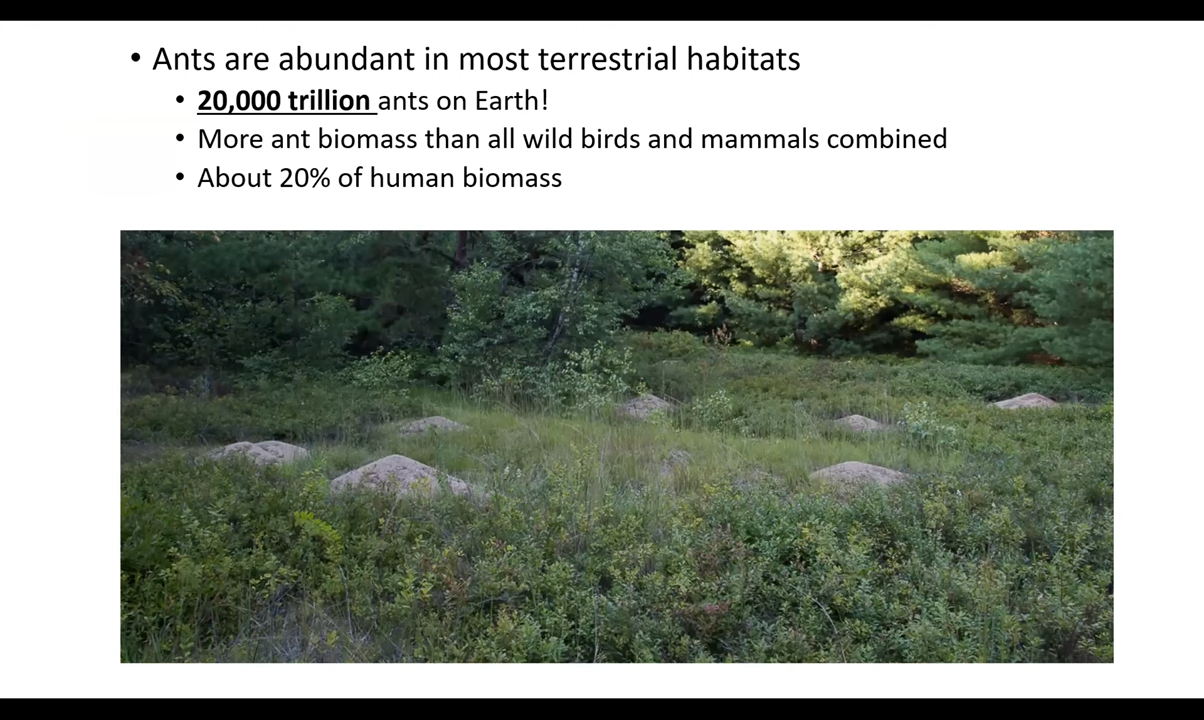 • Ants are abundant in most terrestrial habitats
• 20,000 trillion ants on Earth!
• More ant biomass than all wild birds and mammals combined
• About 20% of human biomass